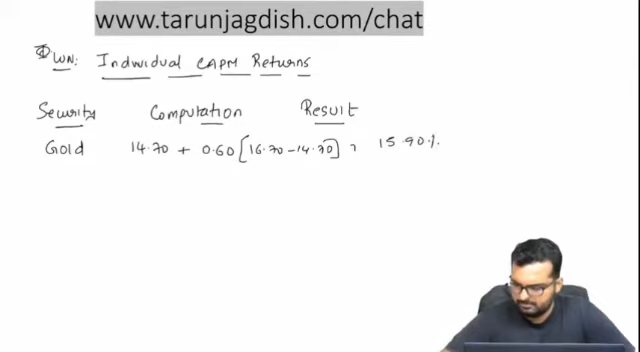 www.tarunjagdish.com/chat
① WN: Individual CAPM Returns
Security Computation Result
Gold 14.70 + 0.60 [16.70 - 14.70] = 15.90%